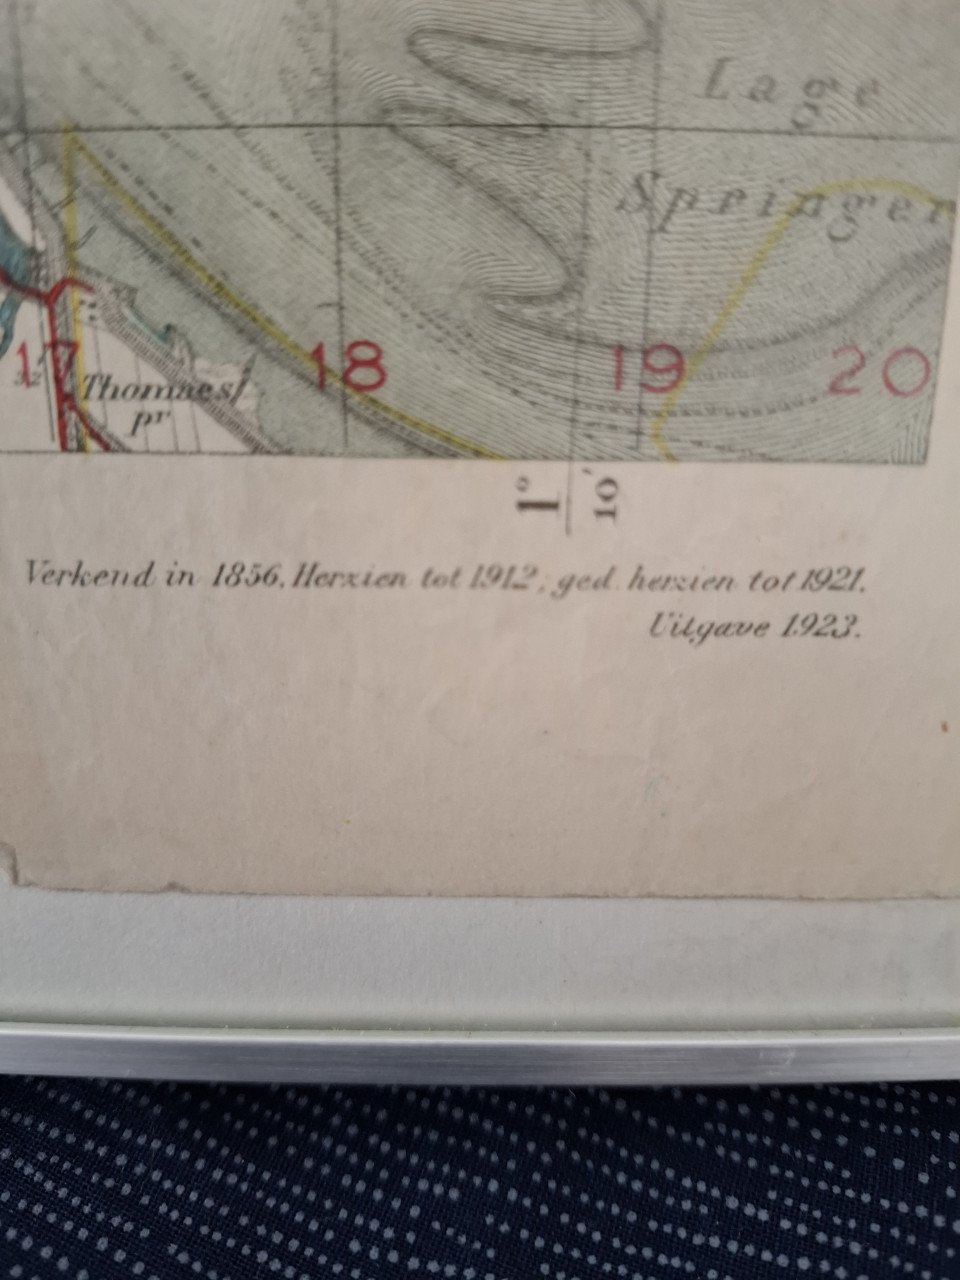 Lage
Springer
17 18 19 20
Thomaes/
pr
1° 10'
Verkend in 1856. Herzien tot 1912; ged. herzien tot 1921.
Uitgave 1923.